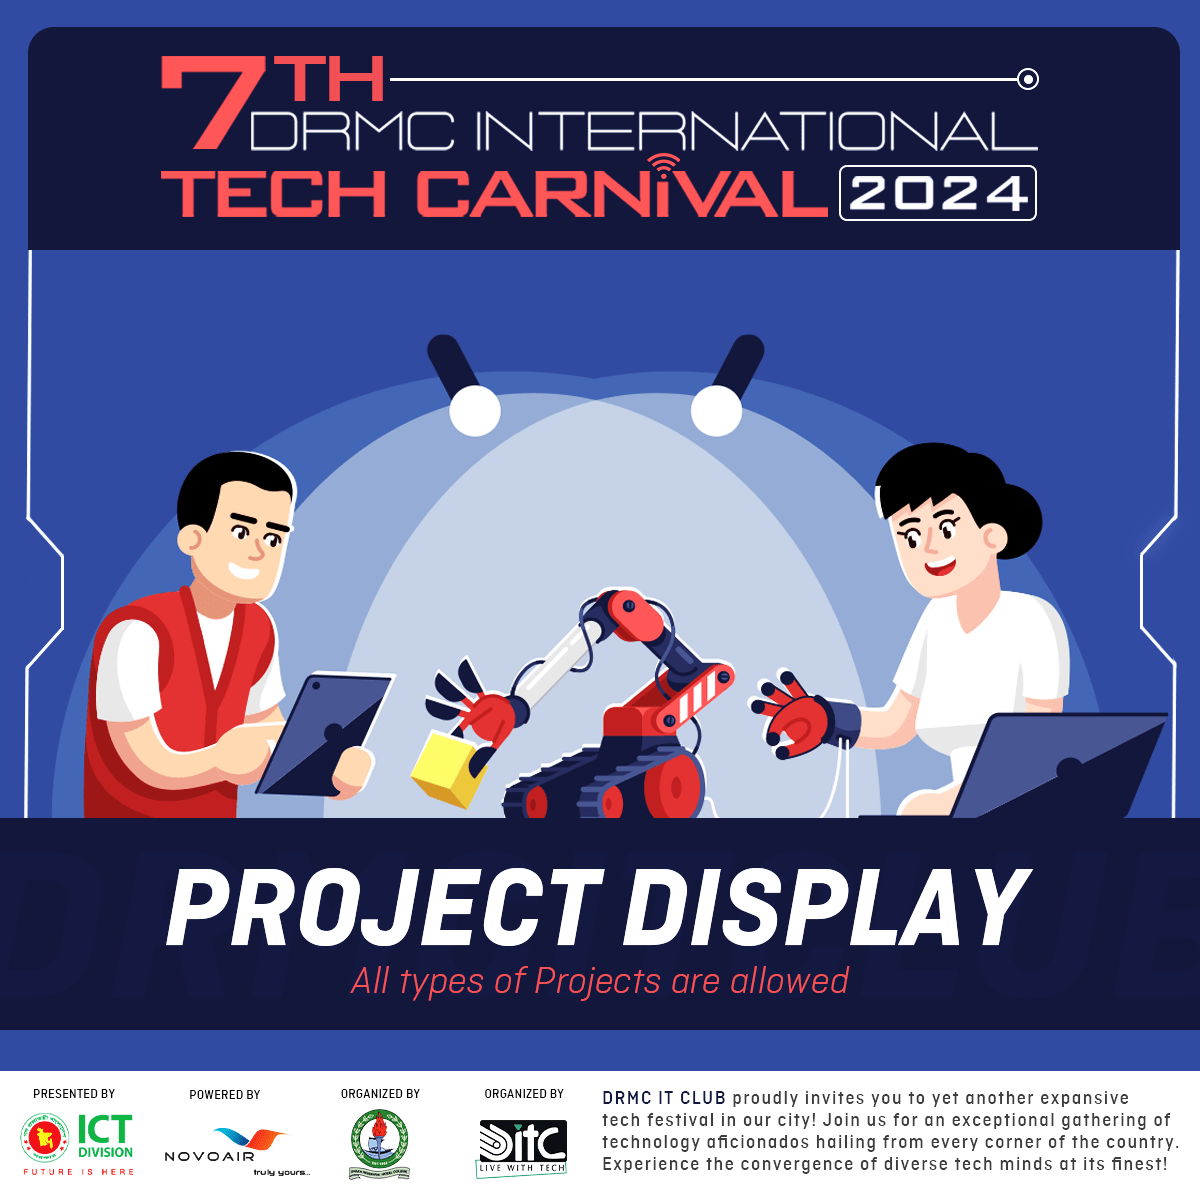 7TH
DRMC INTERNATIONAL
TECH CARNIVAL 2024
PROJECT DISPLAY
All types of Projects are allowed
PRESENTED BY
ICT
DIVISION
FUTURE IS HERE
POWERED BY
NOVOAIR
truly yours...
ORGANIZED BY
ORGANIZED BY
DITC
LIVE WITH TECH
DRMC IT CLUB proudly invites you to yet another expansive
tech festival in our city! Join us for an exceptional gathering of
technology aficionados hailing from every corner of the country.
Experience the convergence of diverse tech minds at its finest!